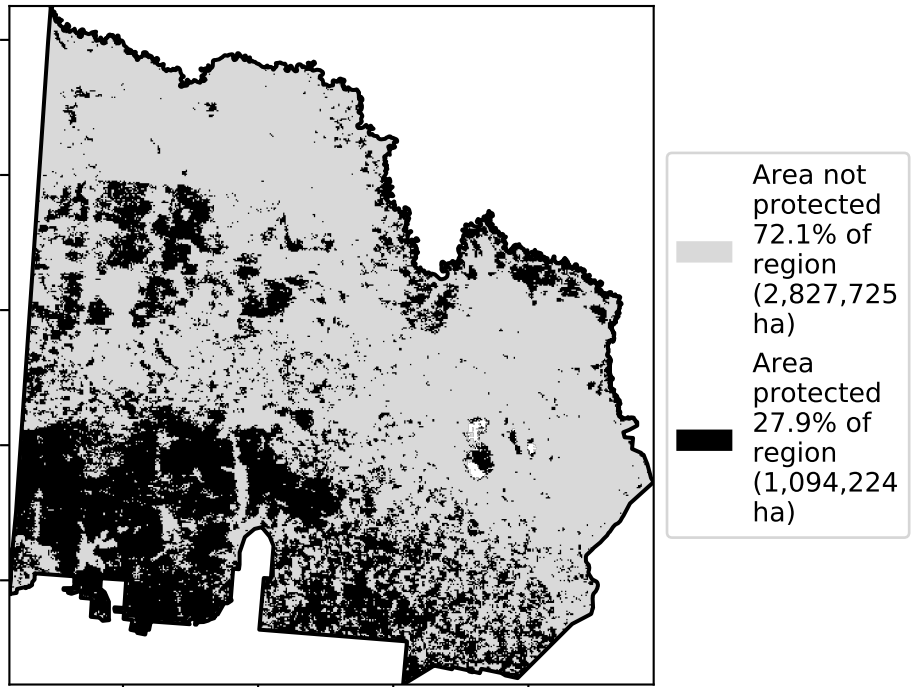 Area not
protected
72.1% of
region
(2,827,725
ha)
Area
protected
27.9% of
region
(1,094,224
ha)